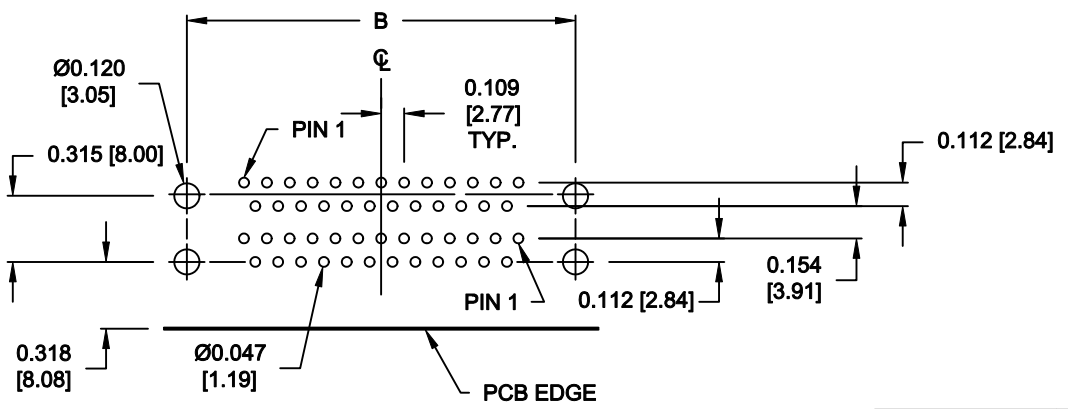 B
℄
Ø0.120
[3.05]
0.109
[2.77]
TYP.
PIN 1
0.112 [2.84]
0.315 [8.00]
0.154
[3.91]
PIN 1
0.112 [2.84]
0.318
[8.08]
Ø0.047
[1.19]
PCB EDGE